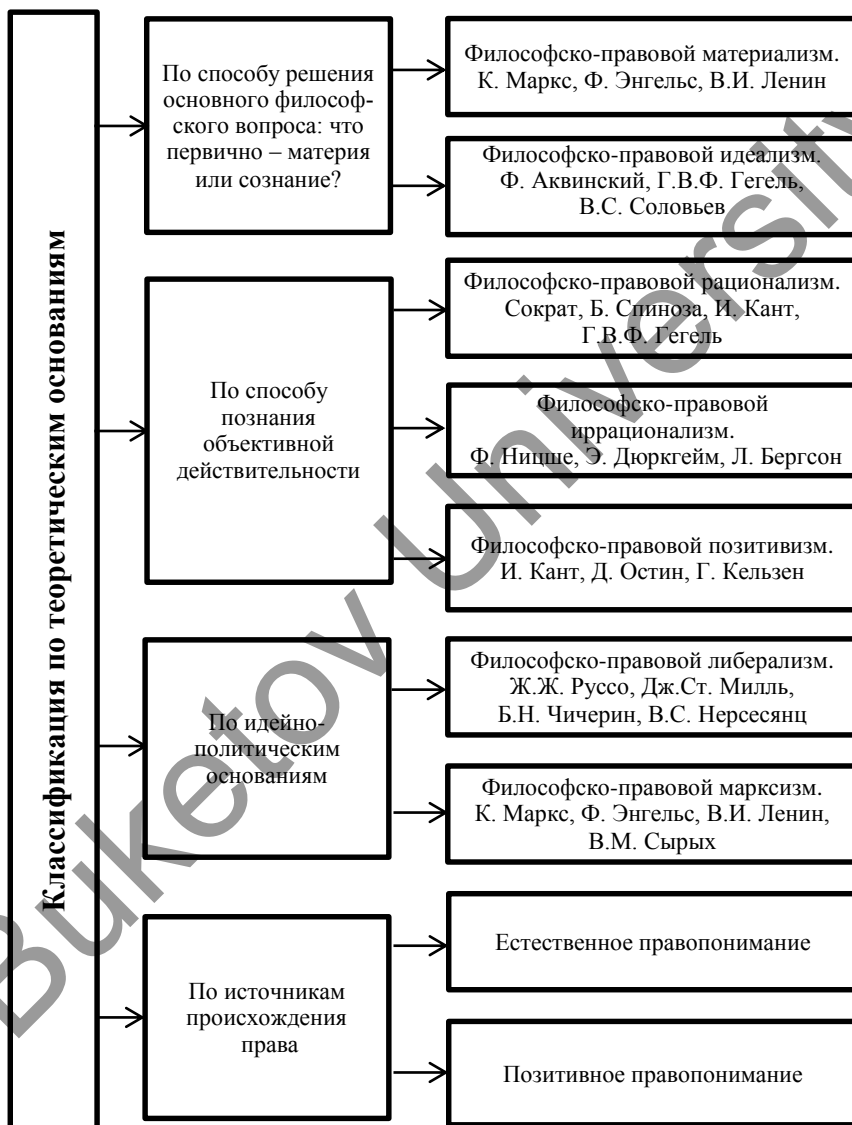 Классификация по теоретическим основаниям
По способу решения
основного философ-
ского вопроса: что
первично – материя
или сознание?
Философско-правовой материализм.
К. Маркс, Ф. Энгельс, В.И. Ленин
Философско-правовой идеализм.
Ф. Аквинский, Г.В.Ф. Гегель,
В.С. Соловьев
По способу
познания
объективной
действительности
Философско-правовой рационализм.
Сократ, Б. Спиноза, И. Кант,
Г.В.Ф. Гегель
Философско-правовой
иррационализм.
Ф. Ницше, Э. Дюркгейм, Л. Бергсон
Философско-правовой позитивизм.
И. Кант, Д. Остин, Г. Кельзен
По идейно-
политическим
основаниям
Философско-правовой либерализм.
Ж.Ж. Руссо, Дж.Ст. Милль,
Б.Н. Чичерин, В.С. Нерсесянц
Философско-правовой марксизм.
К. Маркс, Ф. Энгельс, В.И. Ленин,
В.М. Сырых
По источникам
происхождения
права
Естественное правопонимание
Позитивное правопонимание
Buketov University